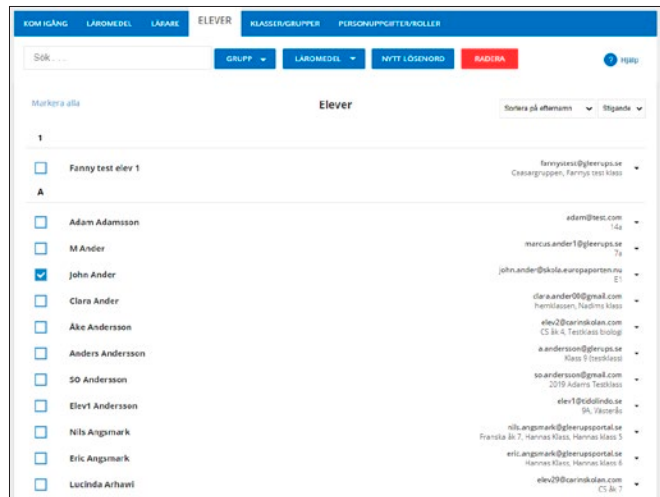 KOM IGÅNG LÄROMEDEL LÄRARE ELEVER KLASSER/GRUPPER PERSONUPPGIFTER/ROLLER
Sök . . . GRUPP LÄROMEDEL NYTT LÖSENORD RADERA ? Hjälp
Markera alla Elever Sortera på efternamn Stigande
1
Fanny test elev 1 fannystest@gleerups.se
Ceasargruppen, Fannys test klass
A
Adam Adamsson adam@test.com
14a
M Ander marcus.ander1@gleerups.se
7a
John Ander john.ander@skola.europaporten.nu
E1
Clara Ander clara.ander00@gmail.com
hemklassen, Nadims klass
Åke Andersson elev2@carinskolan.com
CS åk 4, Testklass biologi
Anders Andersson a.andersson@glerups.se
Klass 9 (testklass)
SO Andersson so.andersson@gmail.com
2019 Adams Testklass
Elev1 Andersson elev1@tidolindo.se
9A, Västerås
Nils Angsmark nils.angsmark@gleerupsportal.se
Franska åk 7, Hannas Klass, Hannas klass 5
Eric Angsmark eric.angsmark@gleerupsportal.se
Hannas Klass, Hannas klass 6
Lucinda Arhawi elev29@carinskolan.com
CS åk 7